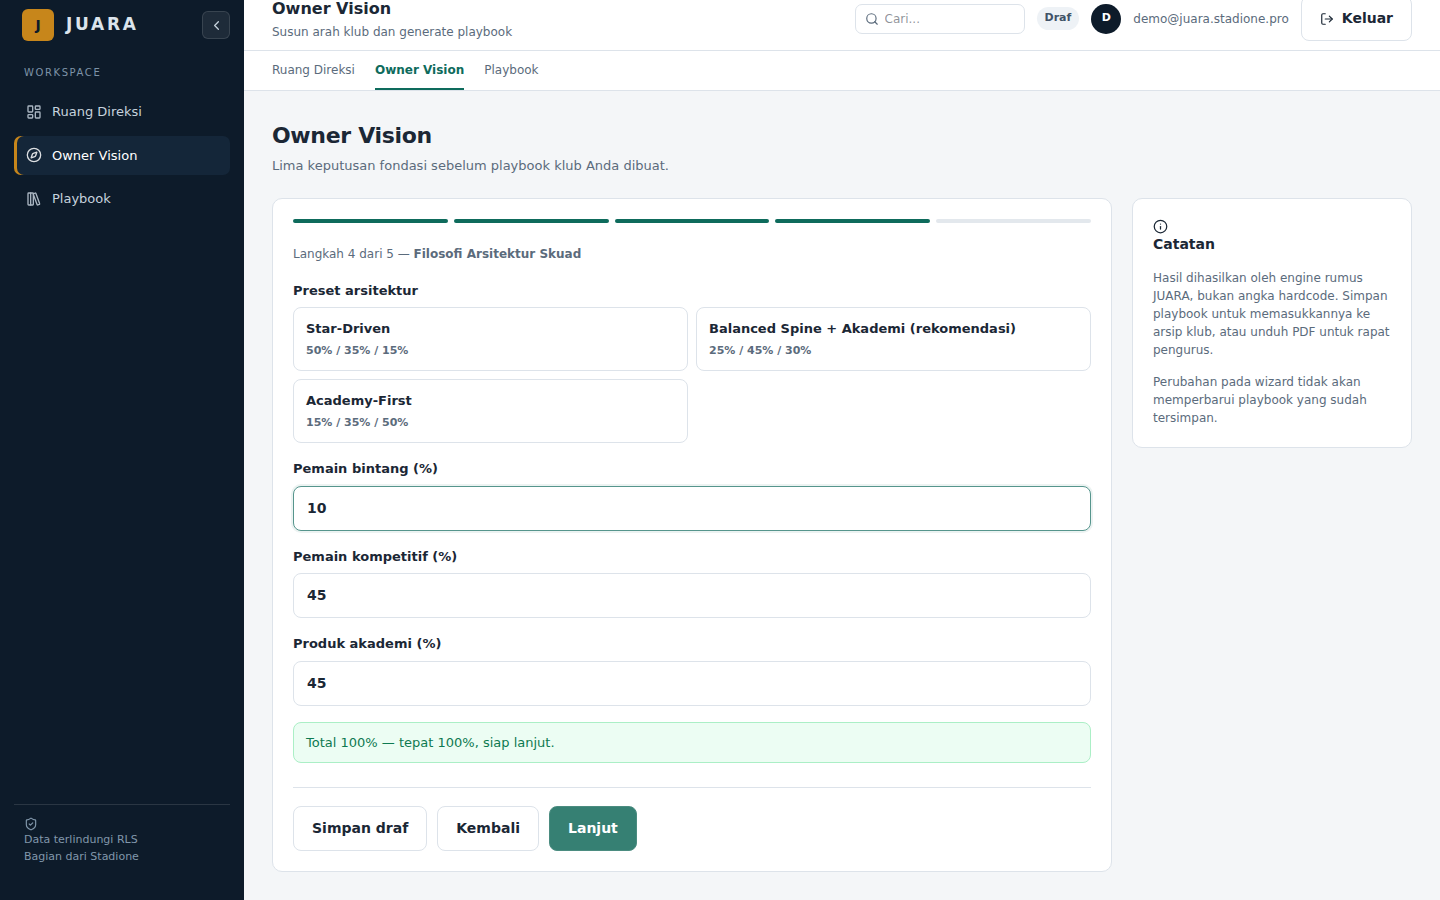 J
JUARA
WORKSPACE
Ruang Direksi
Owner Vision
Playbook
Data terlindungi RLS
Bagian dari Stadione
Owner Vision
Susun arah klub dan generate playbook
Cari...
Draf
D
demo@juara.stadione.pro
Keluar
Ruang Direksi
Owner Vision
Playbook
Owner Vision
Lima keputusan fondasi sebelum playbook klub Anda dibuat.
Langkah 4 dari 5 — Filosofi Arsitektur Skuad
Preset arsitektur
Star-Driven
50% / 35% / 15%
Balanced Spine + Akademi (rekomendasi)
25% / 45% / 30%
Academy-First
15% / 35% / 50%
Pemain bintang (%)
10
Pemain kompetitif (%)
45
Produk akademi (%)
45
Total 100% — tepat 100%, siap lanjut.
Simpan draf
Kembali
Lanjut
Catatan
Hasil dihasilkan oleh engine rumus
JUARA, bukan angka hardcode. Simpan
playbook untuk memasukkannya ke
arsip klub, atau unduh PDF untuk rapat
pengurus.
Perubahan pada wizard tidak akan
memperbarui playbook yang sudah
tersimpan.